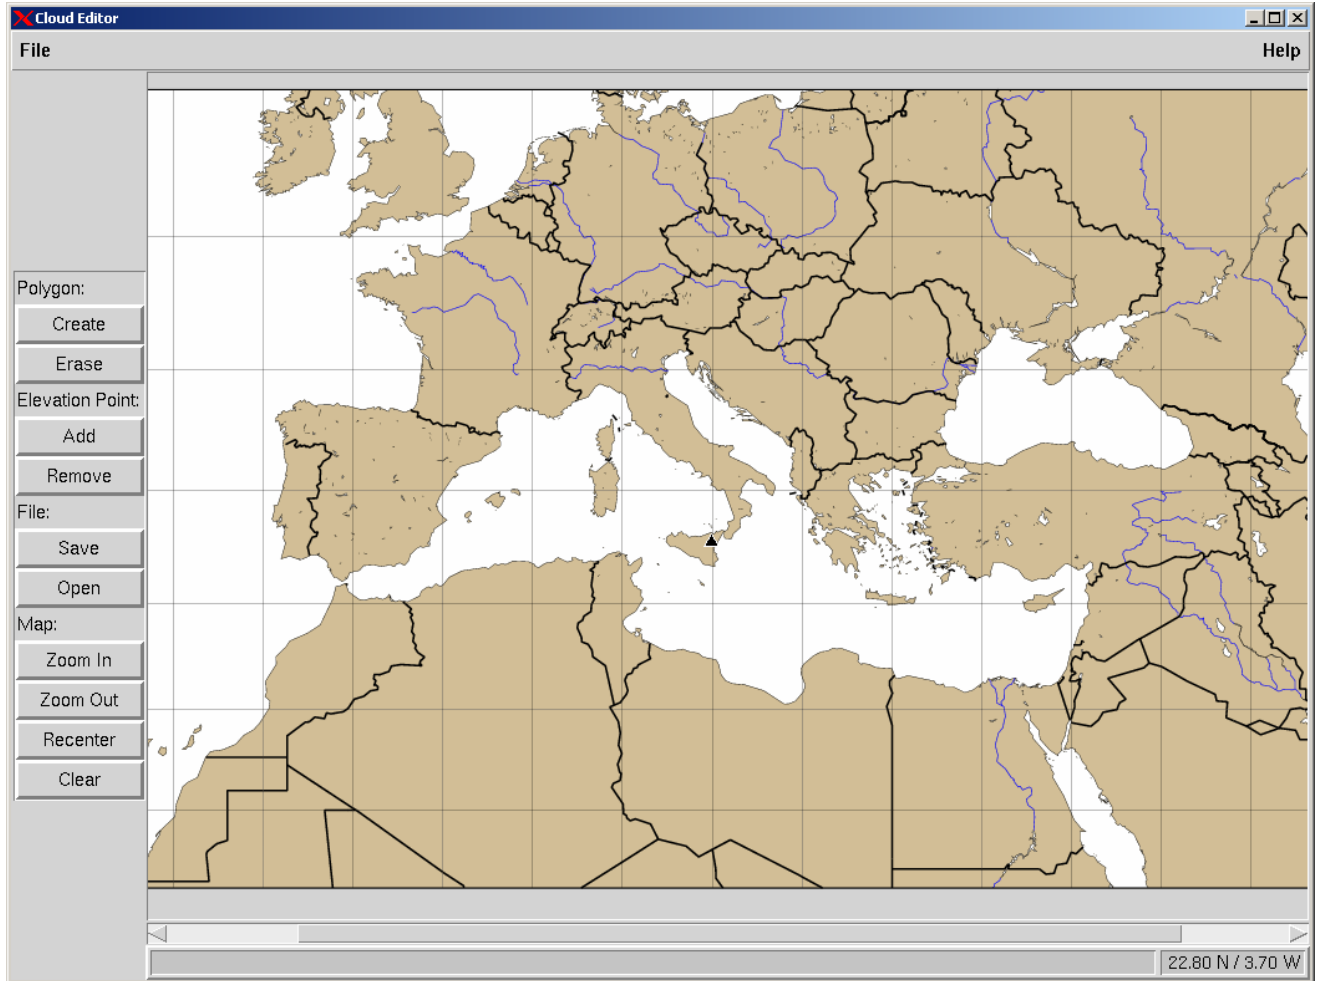 Cloud Editor
File
Help
Polygon:
Create
Erase
Elevation Point:
Add
Remove
File:
Save
Open
Map:
Zoom In
Zoom Out
Recenter
Clear
22.80 N / 3.70 W